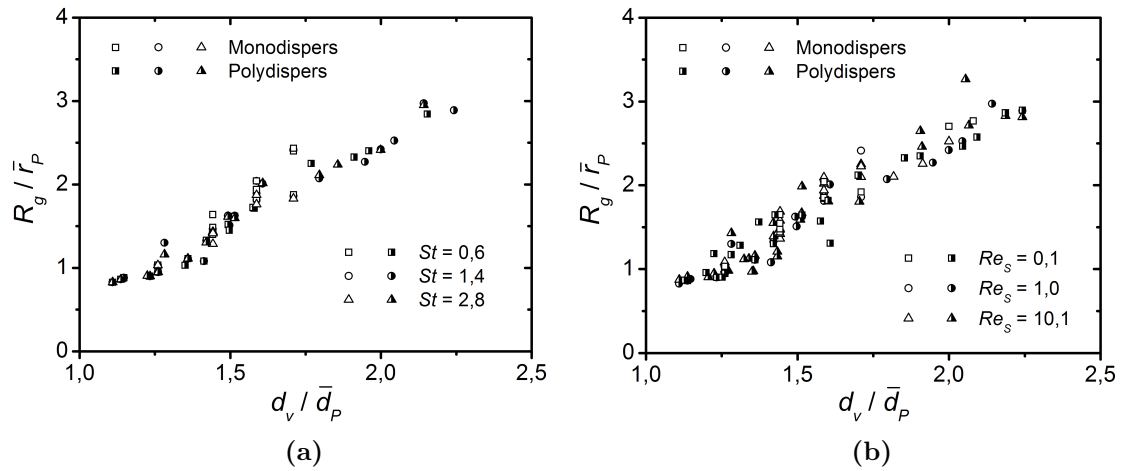 4
3
2
1
0
R_g / r̄_P
Monodispers
Polydispers
St = 0,6
St = 1,4
St = 2,8
1,0 1,5 2,0 2,5
d_v / d̄_P
(a)
4
3
2
1
0
R_g / r̄_P
Monodispers
Polydispers
Re_S = 0,1
Re_S = 1,0
Re_S = 10,1
1,0 1,5 2,0 2,5
d_v / d̄_P
(b)